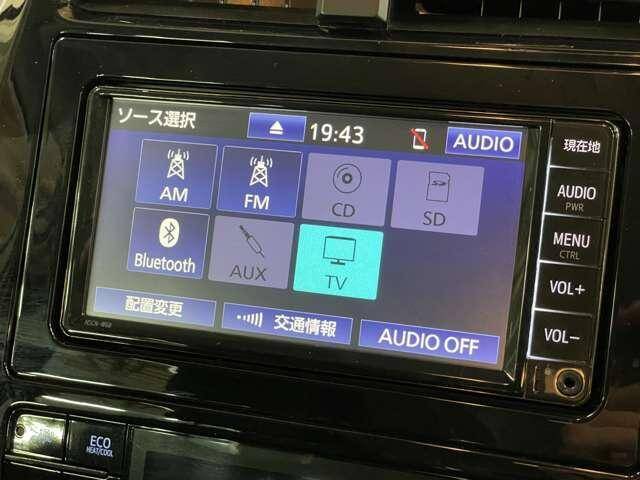 ソース選択
19:43
AUDIO
現在地
AM
FM
CD
SD
AUDIO
PWR
Bluetooth
AUX
TV
MENU
CTRL
VOL+
配置変更
交通情報
AUDIO OFF
VOL−
ECO
HEAT/COOL